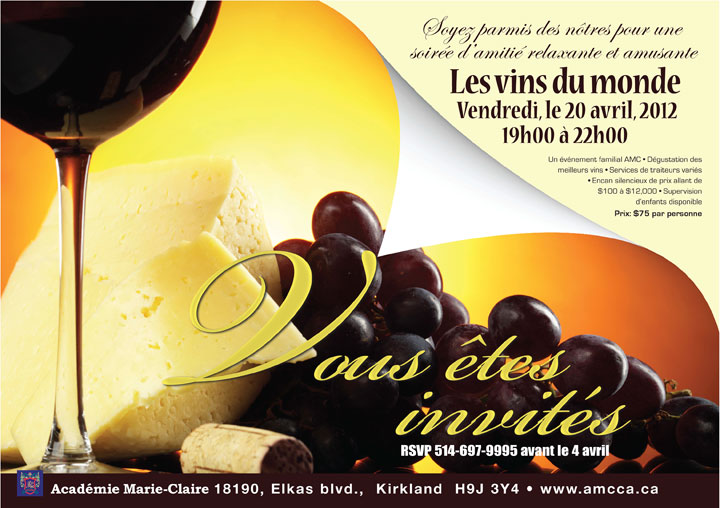 Soyez parmis des nôtres pour une
soirée d'amitié relaxante et amusante
Les vins du monde
Vendredi, le 20 avril, 2012
19h00 à 22h00
Un évènement familial AMC • Dégustation des
meilleurs vins • Services de traiteurs variés
• Encan silencieux de prix allant de
$100 à $12,000 • Supervision
d'enfants disponible
Prix: $75 par personne
Vous êtes
invités
RSVP 514-697-9995 avant le 4 avril
Académie Marie-Claire 18190, Elkas blvd., Kirkland H9J 3Y4 • www.amcca.ca